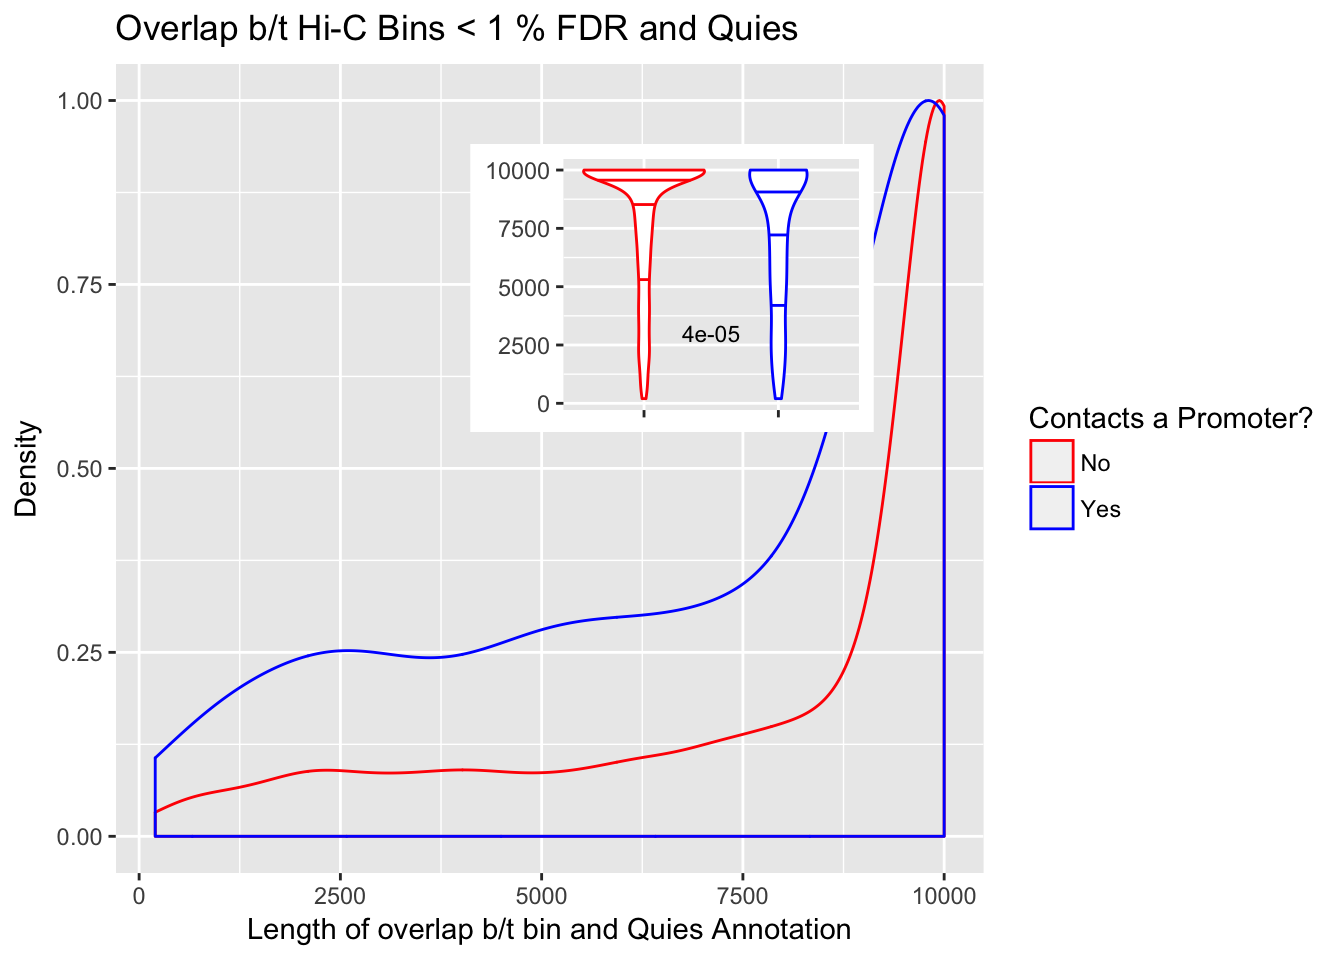 Overlap b/t Hi-C Bins < 1 % FDR and Quies
1.00
0.75
0.50
0.25
0.00
Density
10000
7500
5000
2500
0
4e-05
0 2500 5000 7500 10000
Length of overlap b/t bin and Quies Annotation
Contacts a Promoter?
No
Yes